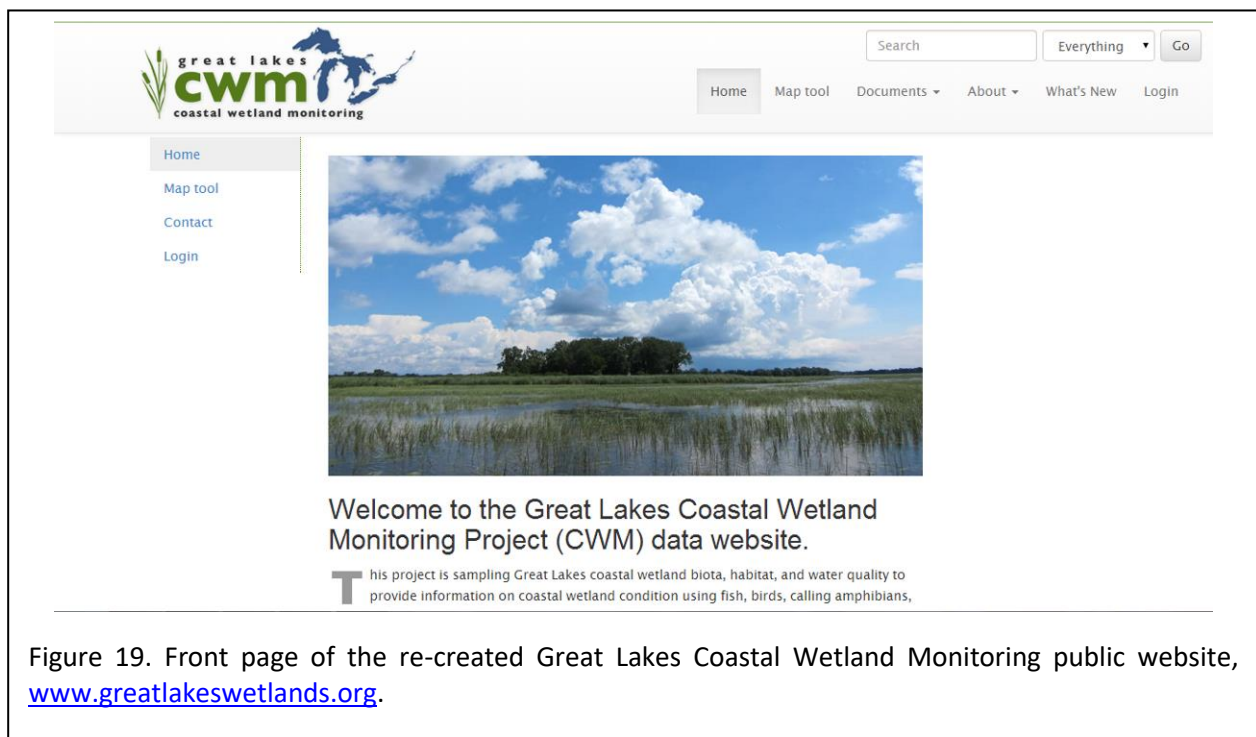 great lakes
cwm
coastal wetland monitoring
Search
Everything
Go
Home
Map tool
Documents
About
What's New
Login
Home
Map tool
Contact
Login
Welcome to the Great Lakes Coastal Wetland
Monitoring Project (CWM) data website.
This project is sampling Great Lakes coastal wetland biota, habitat, and water quality to
provide information on coastal wetland condition using fish, birds, calling amphibians,
Figure 19. Front page of the re-created Great Lakes Coastal Wetland Monitoring public website,
www.greatlakeswetlands.org.